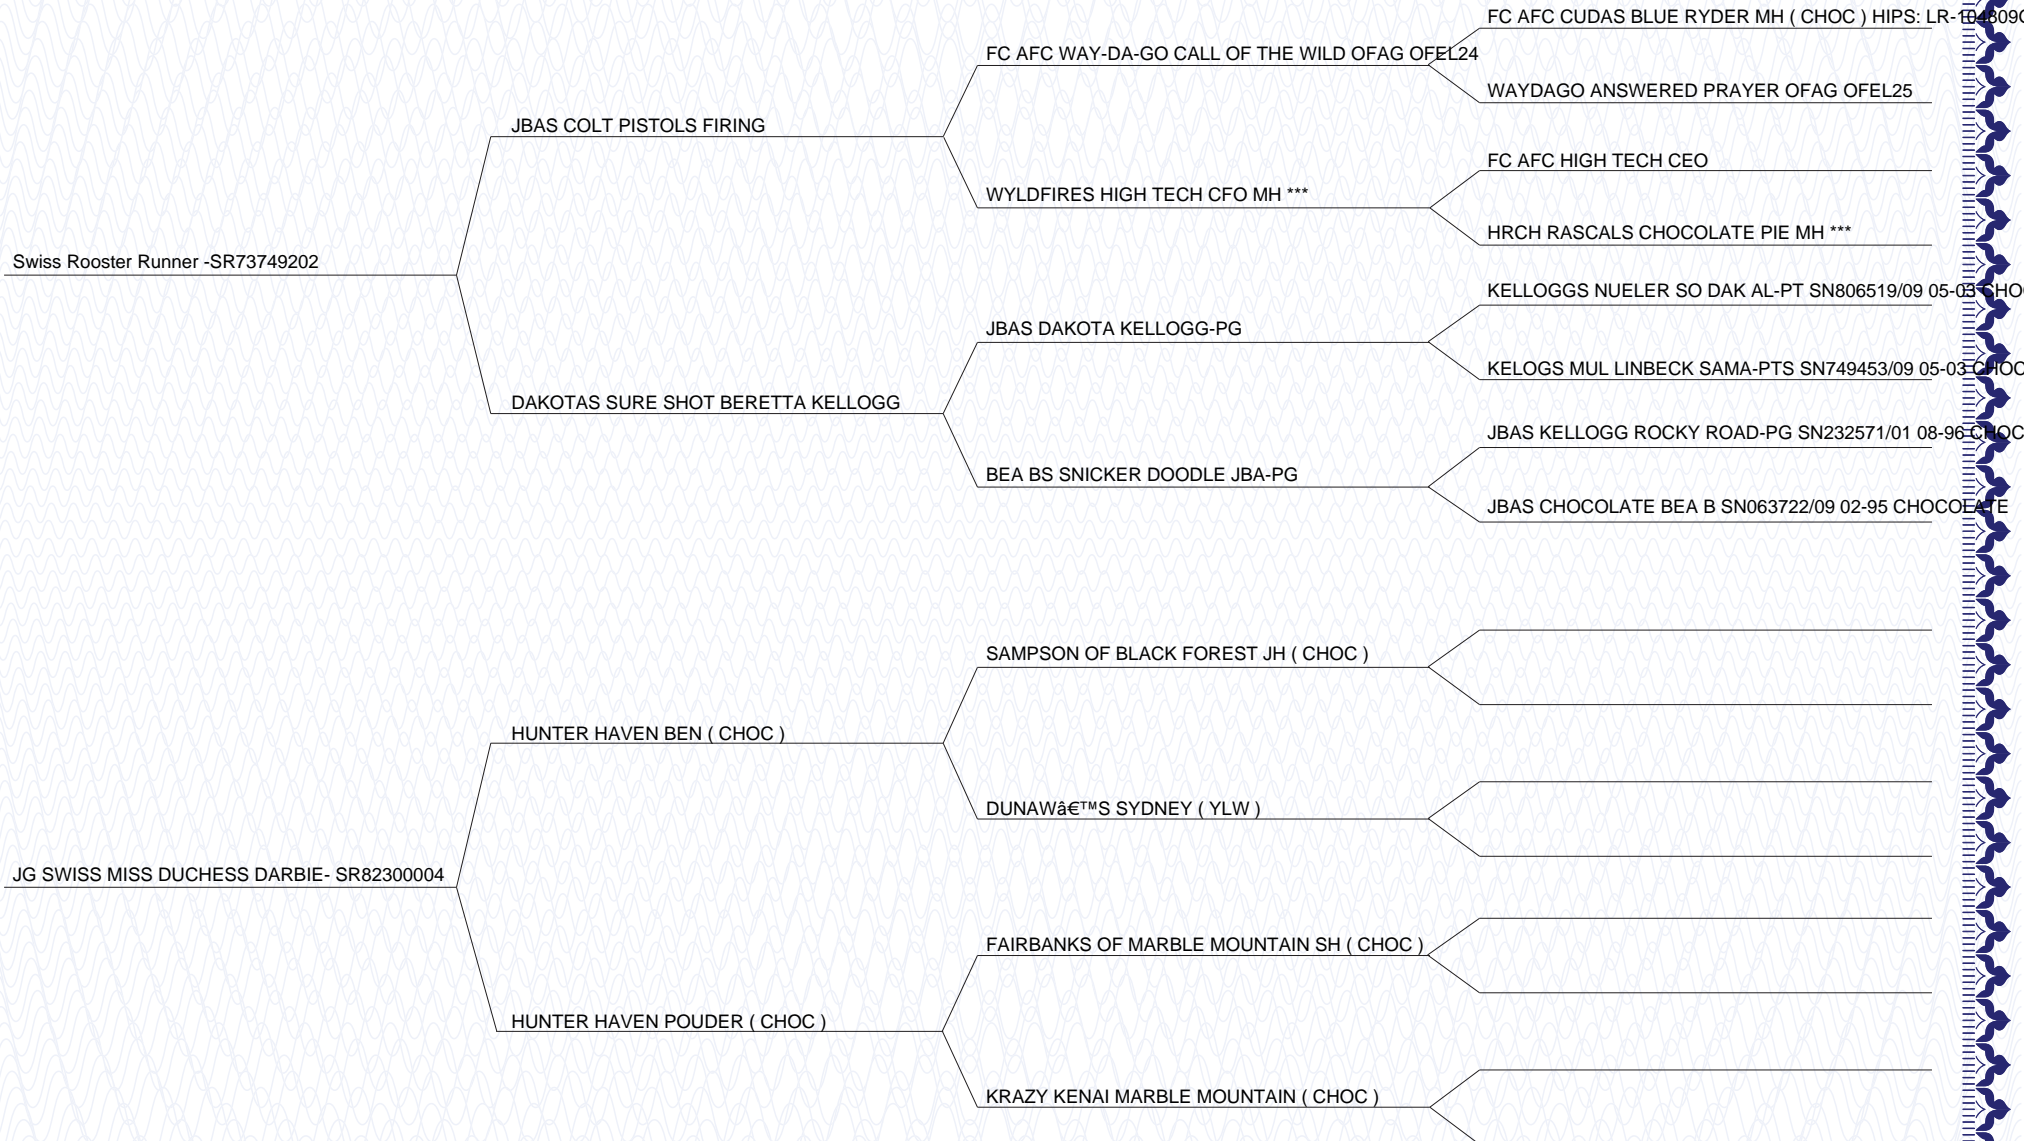 FC AFC CUDAS BLUE RYDER MH ( CHOC ) HIPS: LR-104809G
FC AFC WAY-DA-GO CALL OF THE WILD OFAG OFEL24
WAYDAGO ANSWERED PRAYER OFAG OFEL25
JBAS COLT PISTOLS FIRING
FC AFC HIGH TECH CEO
WYLDFIRES HIGH TECH CFO MH ***
HRCH RASCALS CHOCOLATE PIE MH ***
Swiss Rooster Runner -SR73749202
KELLOGGS NUELER SO DAK AL-PT SN806519/09 05-03 CHOC
JBAS DAKOTA KELLOGG-PG
KELOGS MUL LINBECK SAMA-PTS SN749453/09 05-03 CHOC
DAKOTAS SURE SHOT BERETTA KELLOGG
JBAS KELLOGG ROCKY ROAD-PG SN232571/01 08-96 CHOC
BEA BS SNICKER DOODLE JBA-PG
JBAS CHOCOLATE BEA B SN063722/09 02-95 CHOCOLATE
SAMPSON OF BLACK FOREST JH ( CHOC )
HUNTER HAVEN BEN ( CHOC )
DUNAWâ€™S SYDNEY ( YLW )
JG SWISS MISS DUCHESS DARBIE- SR82300004
FAIRBANKS OF MARBLE MOUNTAIN SH ( CHOC )
HUNTER HAVEN POUDER ( CHOC )
KRAZY KENAI MARBLE MOUNTAIN ( CHOC )